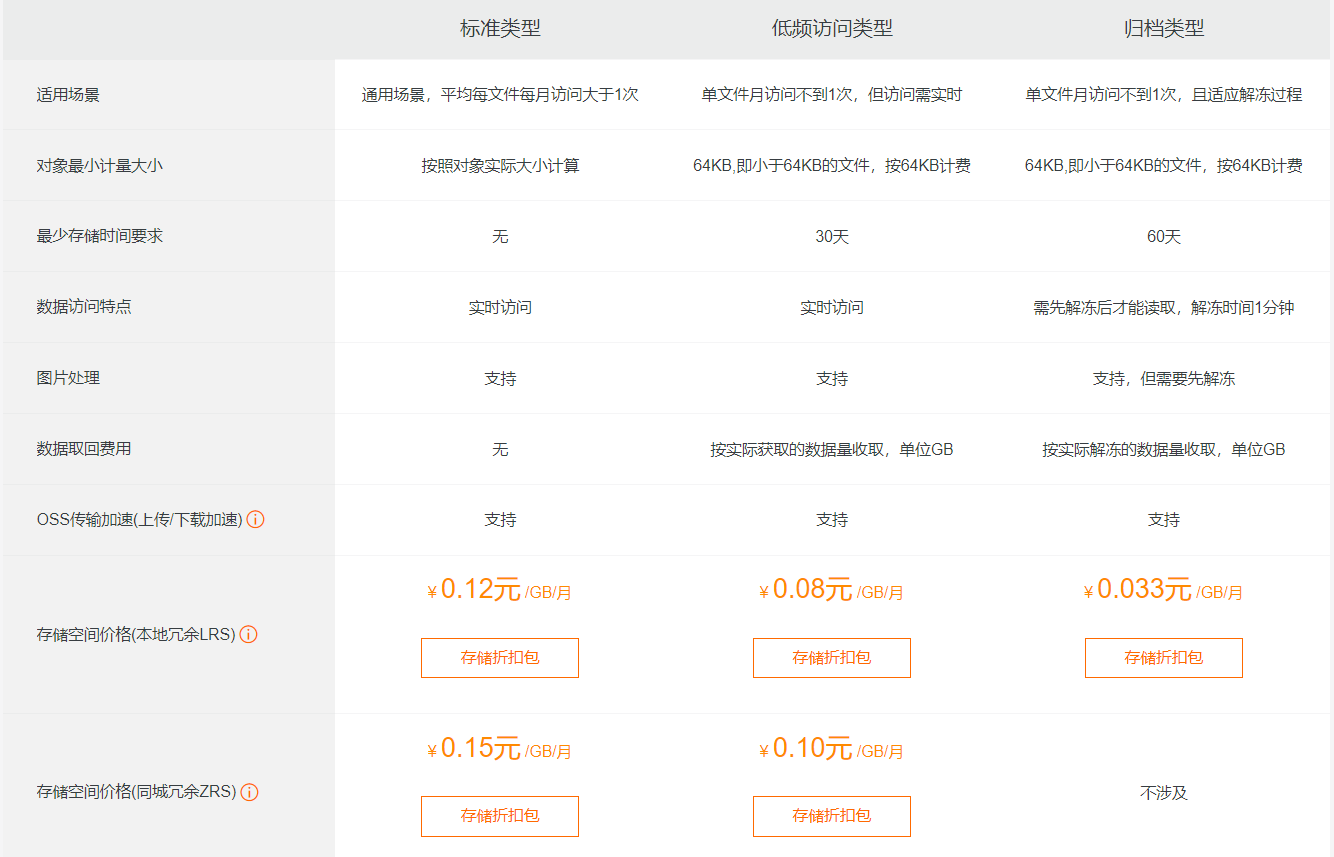 标准类型 低频访问类型 归档类型
适用场景 通用场景，平均每文件每月访问大于1次 单文件月访问不到1次，但访问需实时 单文件月访问不到1次，且适应解冻过程
对象最小计量大小 按照对象实际大小计算 64KB,即小于64KB的文件，按64KB计费 64KB,即小于64KB的文件，按64KB计费
最少存储时间要求 无 30天 60天
数据访问特点 实时访问 实时访问 需先解冻后才能读取，解冻时间1分钟
图片处理 支持 支持 支持，但需要先解冻
数据取回费用 无 按实际获取的数据量收取，单位GB 按实际解冻的数据量收取，单位GB
OSS传输加速(上传/下载加速) 支持 支持 支持
¥ 0.12元 /GB/月 ¥ 0.08元 /GB/月 ¥ 0.033元 /GB/月
存储空间价格(本地冗余LRS)
存储折扣包 存储折扣包 存储折扣包
¥ 0.15元 /GB/月 ¥ 0.10元 /GB/月
存储空间价格(同城冗余ZRS) 不涉及
存储折扣包 存储折扣包